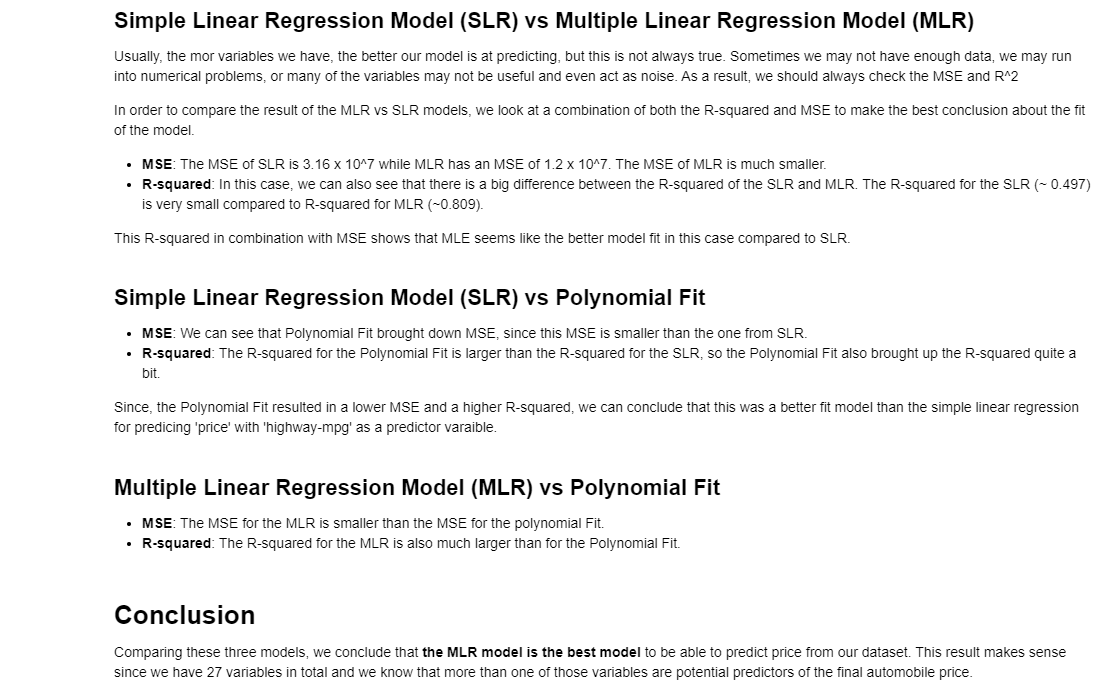 Simple Linear Regression Model (SLR) vs Multiple Linear Regression Model (MLR)
Usually, the mor variables we have, the better our model is at predicting, but this is not always true. Sometimes we may not have enough data, we may run
into numerical problems, or many of the variables may not be useful and even act as noise. As a result, we should always check the MSE and R^2
In order to compare the result of the MLR vs SLR models, we look at a combination of both the R-squared and MSE to make the best conclusion about the fit
of the model.
• MSE: The MSE of SLR is 3.16 x 10^7 while MLR has an MSE of 1.2 x 10^7. The MSE of MLR is much smaller.
• R-squared: In this case, we can also see that there is a big difference between the R-squared of the SLR and MLR. The R-squared for the SLR (~ 0.497)
is very small compared to R-squared for MLR (~0.809).
This R-squared in combination with MSE shows that MLE seems like the better model fit in this case compared to SLR.
Simple Linear Regression Model (SLR) vs Polynomial Fit
• MSE: We can see that Polynomial Fit brought down MSE, since this MSE is smaller than the one from SLR.
• R-squared: The R-squared for the Polynomial Fit is larger than the R-squared for the SLR, so the Polynomial Fit also brought up the R-squared quite a
bit.
Since, the Polynomial Fit resulted in a lower MSE and a higher R-squared, we can conclude that this was a better fit model than the simple linear regression
for predicing 'price' with 'highway-mpg' as a predictor varaible.
Multiple Linear Regression Model (MLR) vs Polynomial Fit
• MSE: The MSE for the MLR is smaller than the MSE for the polynomial Fit.
• R-squared: The R-squared for the MLR is also much larger than for the Polynomial Fit.
Conclusion
Comparing these three models, we conclude that the MLR model is the best model to be able to predict price from our dataset. This result makes sense
since we have 27 variables in total and we know that more than one of those variables are potential predictors of the final automobile price.